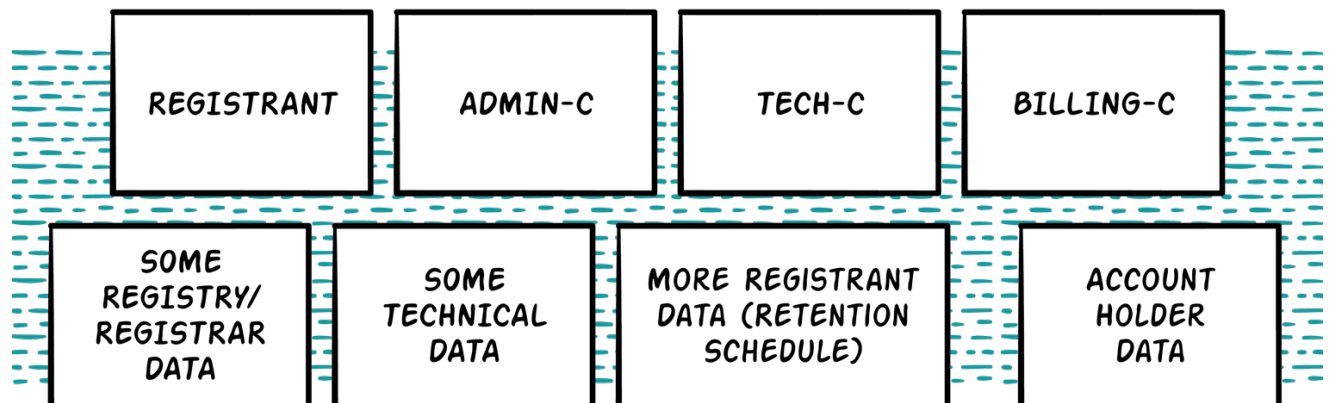 REGISTRANT
ADMIN-C
TECH-C
BILLING-C
SOME
REGISTRY/
REGISTRAR
DATA
SOME
TECHNICAL
DATA
MORE REGISTRANT
DATA (RETENTION
SCHEDULE)
ACCOUNT
HOLDER
DATA